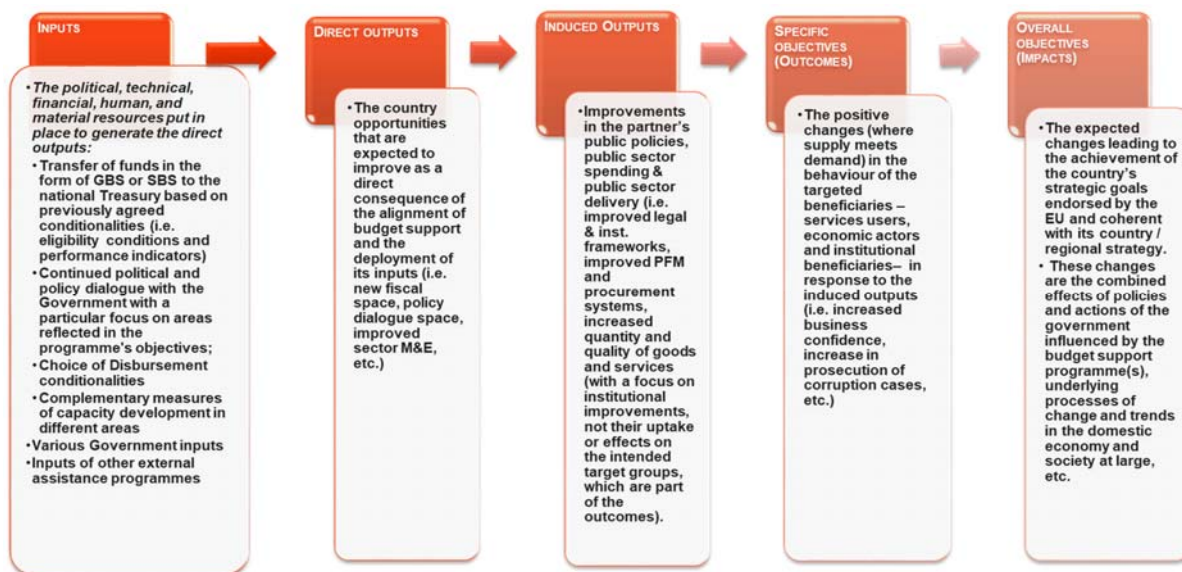 INPUTS
•The political, technical,
financial, human, and
material resources put in
place to generate the direct
outputs:
•Transfer of funds in the
form of GBS or SBS to the
national Treasury based on
previously agreed
conditionalities (i.e.
eligibility conditions and
performance indicators)
•Continued political and
policy dialogue with the
Government with a
particular focus on areas
reflected in the
programme's objectives;
•Choice of Disbursement
conditionalities
•Complementary measures
of capacity development in
different areas
•Various Government inputs
•Inputs of other external
assistance programmes
DIRECT OUTPUTS
•The country
opportunities that
are expected to
improve as a
direct
consequence of
the alignment of
budget support
and the
deployment of
its inputs (i.e.
new fiscal
space, policy
dialogue space,
improved
sector M&E,
etc.)
INDUCED OUTPUTS
•Improvements
in the partner's
public policies,
public sector
spending &
public sector
delivery (i.e.
improved legal
& inst.
frameworks,
improved PFM
and
procurement
systems,
increased
quantity and
quality of goods
and services
(with a focus on
institutional
improvements,
not their uptake
or effects on
the intended
target groups,
which are part
of the
outcomes).
SPECIFIC
OBJECTIVES
(OUTCOMES)
•The positive
changes (where
supply meets
demand) in the
behaviour of the
targeted
beneficiaries –
services users,
economic actors
and institutional
beneficiaries– in
response to the
induced outputs
(i.e. increased
business
confidence,
increase in
prosecution of
corruption cases,
etc.)
OVERALL
OBJECTIVES
(IMPACTS)
•The expected
changes leading to
the achievement of
the country's
strategic goals
endorsed by the
EU and coherent
with its country /
regional strategy.
• These changes
are the combined
effects of policies
and actions of the
government
influenced by the
budget support
programme(s),
underlying
processes of
change and trends
in the domestic
economy and
society at large,
etc.